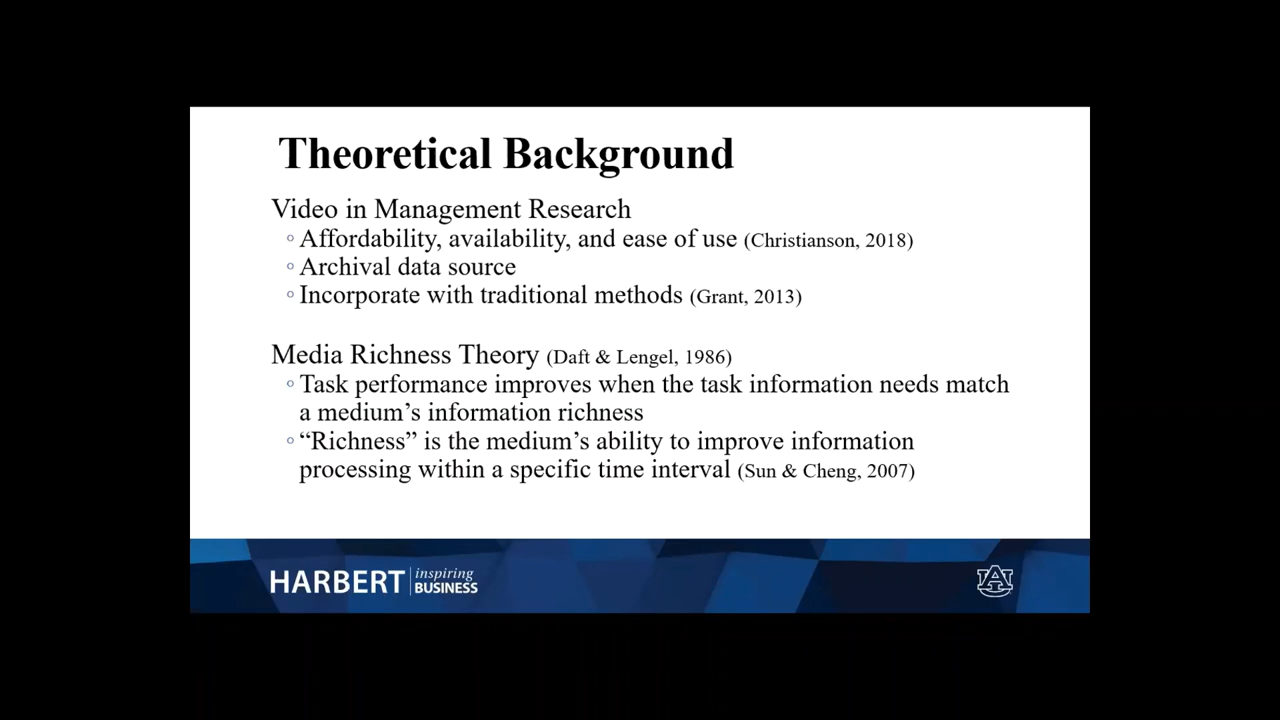 Theoretical Background
Video in Management Research
◦ Affordability, availability, and ease of use (Christianson, 2018)
◦ Archival data source
◦ Incorporate with traditional methods (Grant, 2013)
Media Richness Theory (Daft & Lengel, 1986)
◦ Task performance improves when the task information needs match
a medium’s information richness
◦ “Richness” is the medium’s ability to improve information
processing within a specific time interval (Sun & Cheng, 2007)
HARBERT inspiring
BUSINESS
AU